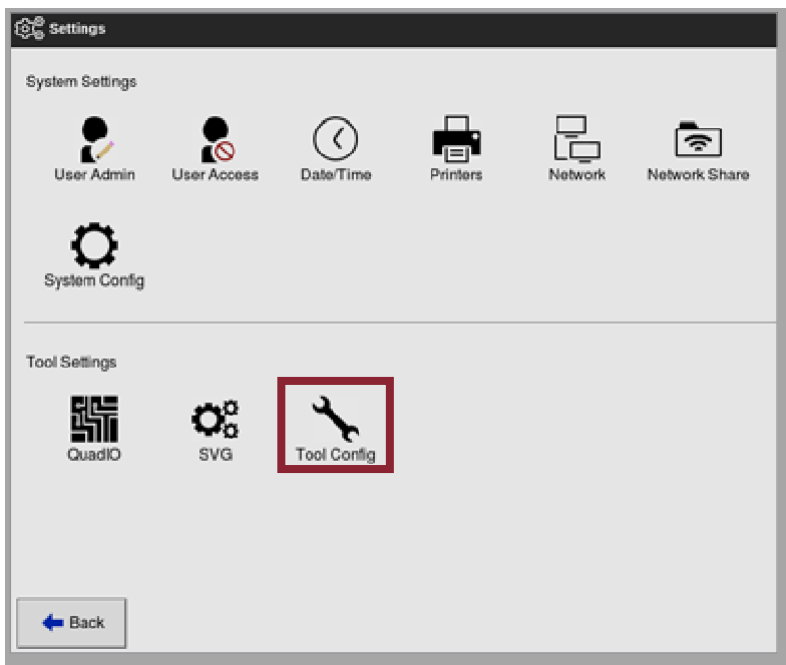 Settings
System Settings
User Admin User Access Date/Time Printers Network Network Share
System Config
Tool Settings
QuadIO SVG Tool Config
Back